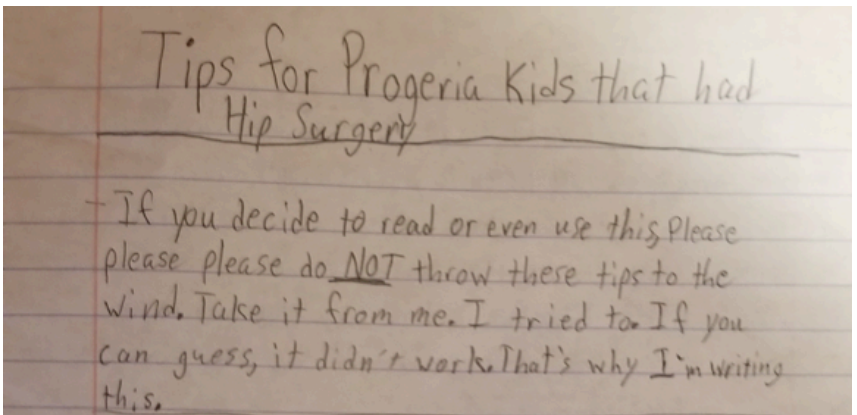 Tips for Progeria Kids that had
Hip Surgery
- If you decide to read or even use this, Please
please please do NOT throw these tips to the
wind. Take it from me. I tried to. If you
can guess, it didn't work. That's why I'm writing
this.